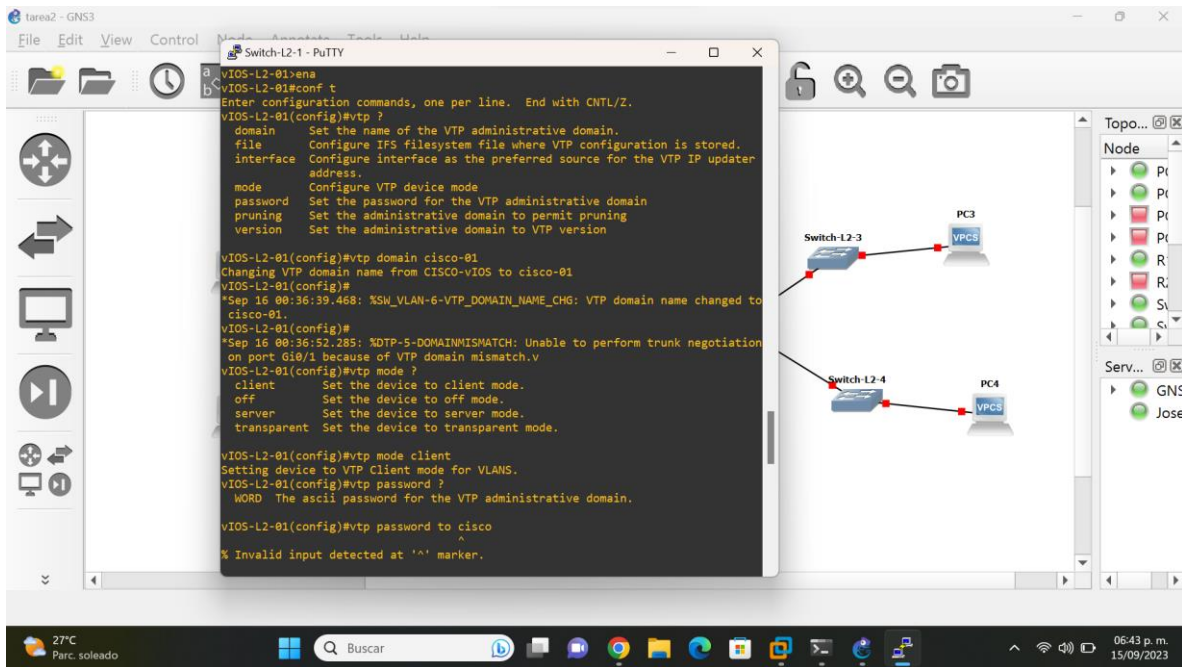 tarea2 - GNS3
File Edit View Control Node Annotate Tools Help
Switch-L2-1 - PuTTY
vIOS-L2-01>ena
vIOS-L2-01#conf t
Enter configuration commands, one per line.  End with CNTL/Z.
vIOS-L2-01(config)#vtp ?
  domain     Set the name of the VTP administrative domain.
  file       Configure IFS filesystem file where VTP configuration is stored.
  interface  Configure interface as the preferred source for the VTP IP updater
             address.
  mode       Configure VTP device mode
  password   Set the password for the VTP administrative domain
  pruning    Set the administrative domain to permit pruning
  version    Set the administrative domain to VTP version
vIOS-L2-01(config)#vtp domain cisco-01
Changing VTP domain name from CISCO-vIOS to cisco-01
vIOS-L2-01(config)#
*Sep 16 00:36:39.468: %SW_VLAN-6-VTP_DOMAIN_NAME_CHG: VTP domain name changed to
 cisco-01.
vIOS-L2-01(config)#
*Sep 16 00:36:52.285: %DTP-5-DOMAINMISMATCH: Unable to perform trunk negotiation
 on port Gi0/1 because of VTP domain mismatch.v
vIOS-L2-01(config)#vtp mode ?
  client       Set the device to client mode.
  off          Set the device to off mode.
  server       Set the device to server mode.
  transparent  Set the device to transparent mode.
vIOS-L2-01(config)#vtp mode client
Setting device to VTP Client mode for VLANS.
vIOS-L2-01(config)#vtp password ?
  WORD  The ascii password for the VTP administrative domain.
vIOS-L2-01(config)#vtp password to cisco
                                ^
% Invalid input detected at '^' marker.
Switch-L2-3
PC3
VPCS
Switch-L2-4
PC4
VPCS
Topo...
Node
Serv...
GNS
Jose
27°C
Parc. soleado
Buscar
06:43 p. m.
15/09/2023